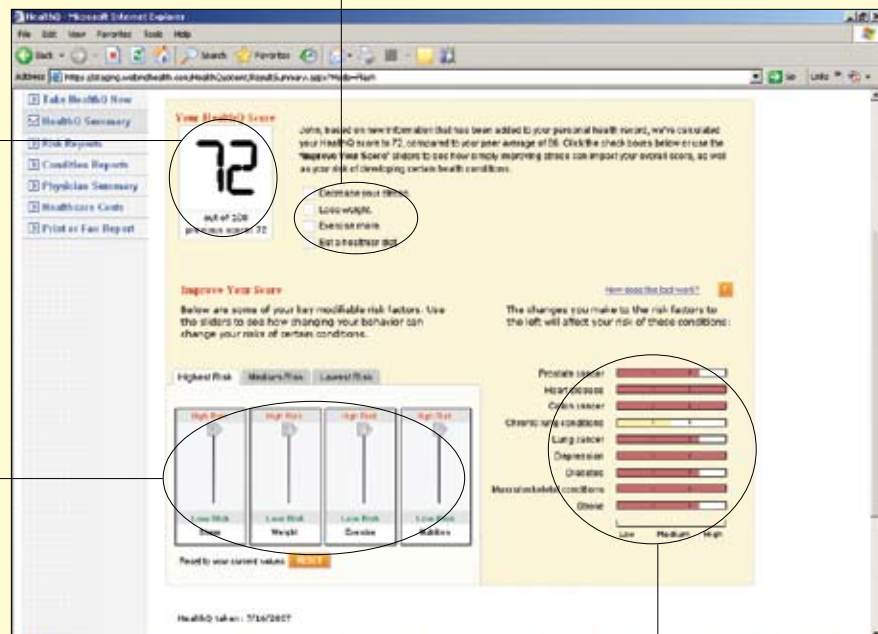 HealthQ - Microsoft Internet Explorer
File Edit View Favorites Tools Help
Back Search Favorites
Address Go Links
Take HealthQ Now
HealthQ Summary
Risk Reports
Condition Reports
Physician Summary
Healthcare Costs
Print or Fax Report
Your HealthQ Score
72
out of 100
previous score: 72
John, based on new information that has been added to your personal health record, we've calculated
your HealthQ score to 72, compared to your peer average of. Click the check boxes below or use the
"Improve Your Score" sliders to see how simply improving stress can impact your overall score, as well
as your risk of developing certain health conditions.
Decrease your stress.
Lose weight.
Exercise more.
Eat a healthier diet.
Improve Your Score
Below are some of your key modifiable risk factors. Use
the sliders to see how changing your behavior can
change your risks of certain conditions.
How does this tool work?
The changes you make to the risk factors to
the left will affect your risk of these conditions:
Highest Risk Medium Risk Lowest Risk
High Risk High Risk High Risk High Risk
Low Risk Low Risk Low Risk Low Risk
Stress Weight Exercise Nutrition
Reset to your current values RESET
Prostate cancer
Heart disease
Colon cancer
Chronic lung conditions
Lung cancer
Depression
Diabetes
Musculoskeletal conditions
Stroke
Low Medium High
HealthQ taken: 7/16/2007